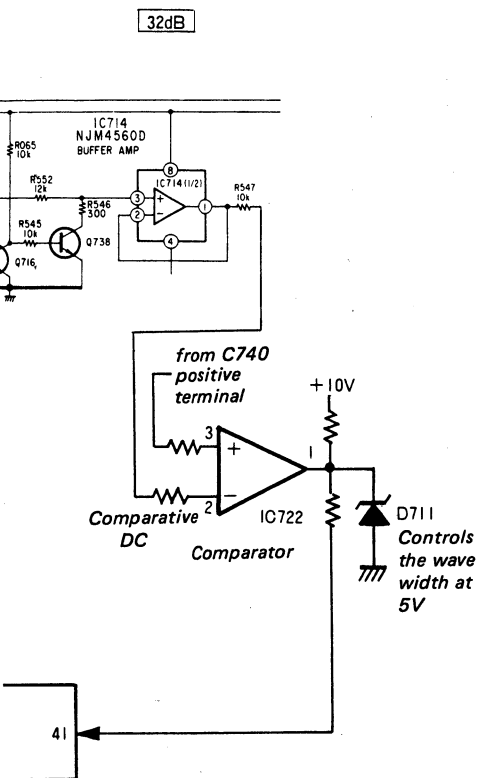 32dB
IC714
NJM4560D
BUFFER AMP
R065
10k
8
IC714(1/2)
R552
12k
R547
10k
3
+
1
R546
300
2
−
R545
10k
Q738
4
Q716
from C740
positive
terminal
+10V
3
1
+
−
2
IC722
D711
Comparative
DC
Comparator
Controls
the wave
width at
5V
41